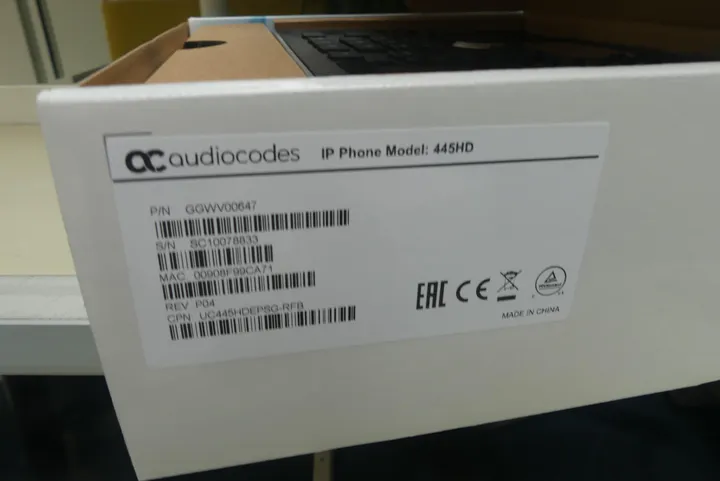 audiocodes IP Phone Model: 445HD
P/N GGWV00647
S/N SC10078833
MAC 00908F99CA71
REV P04
CPN UC445HDEPSG-RFB
EAC CE
MADE IN CHINA